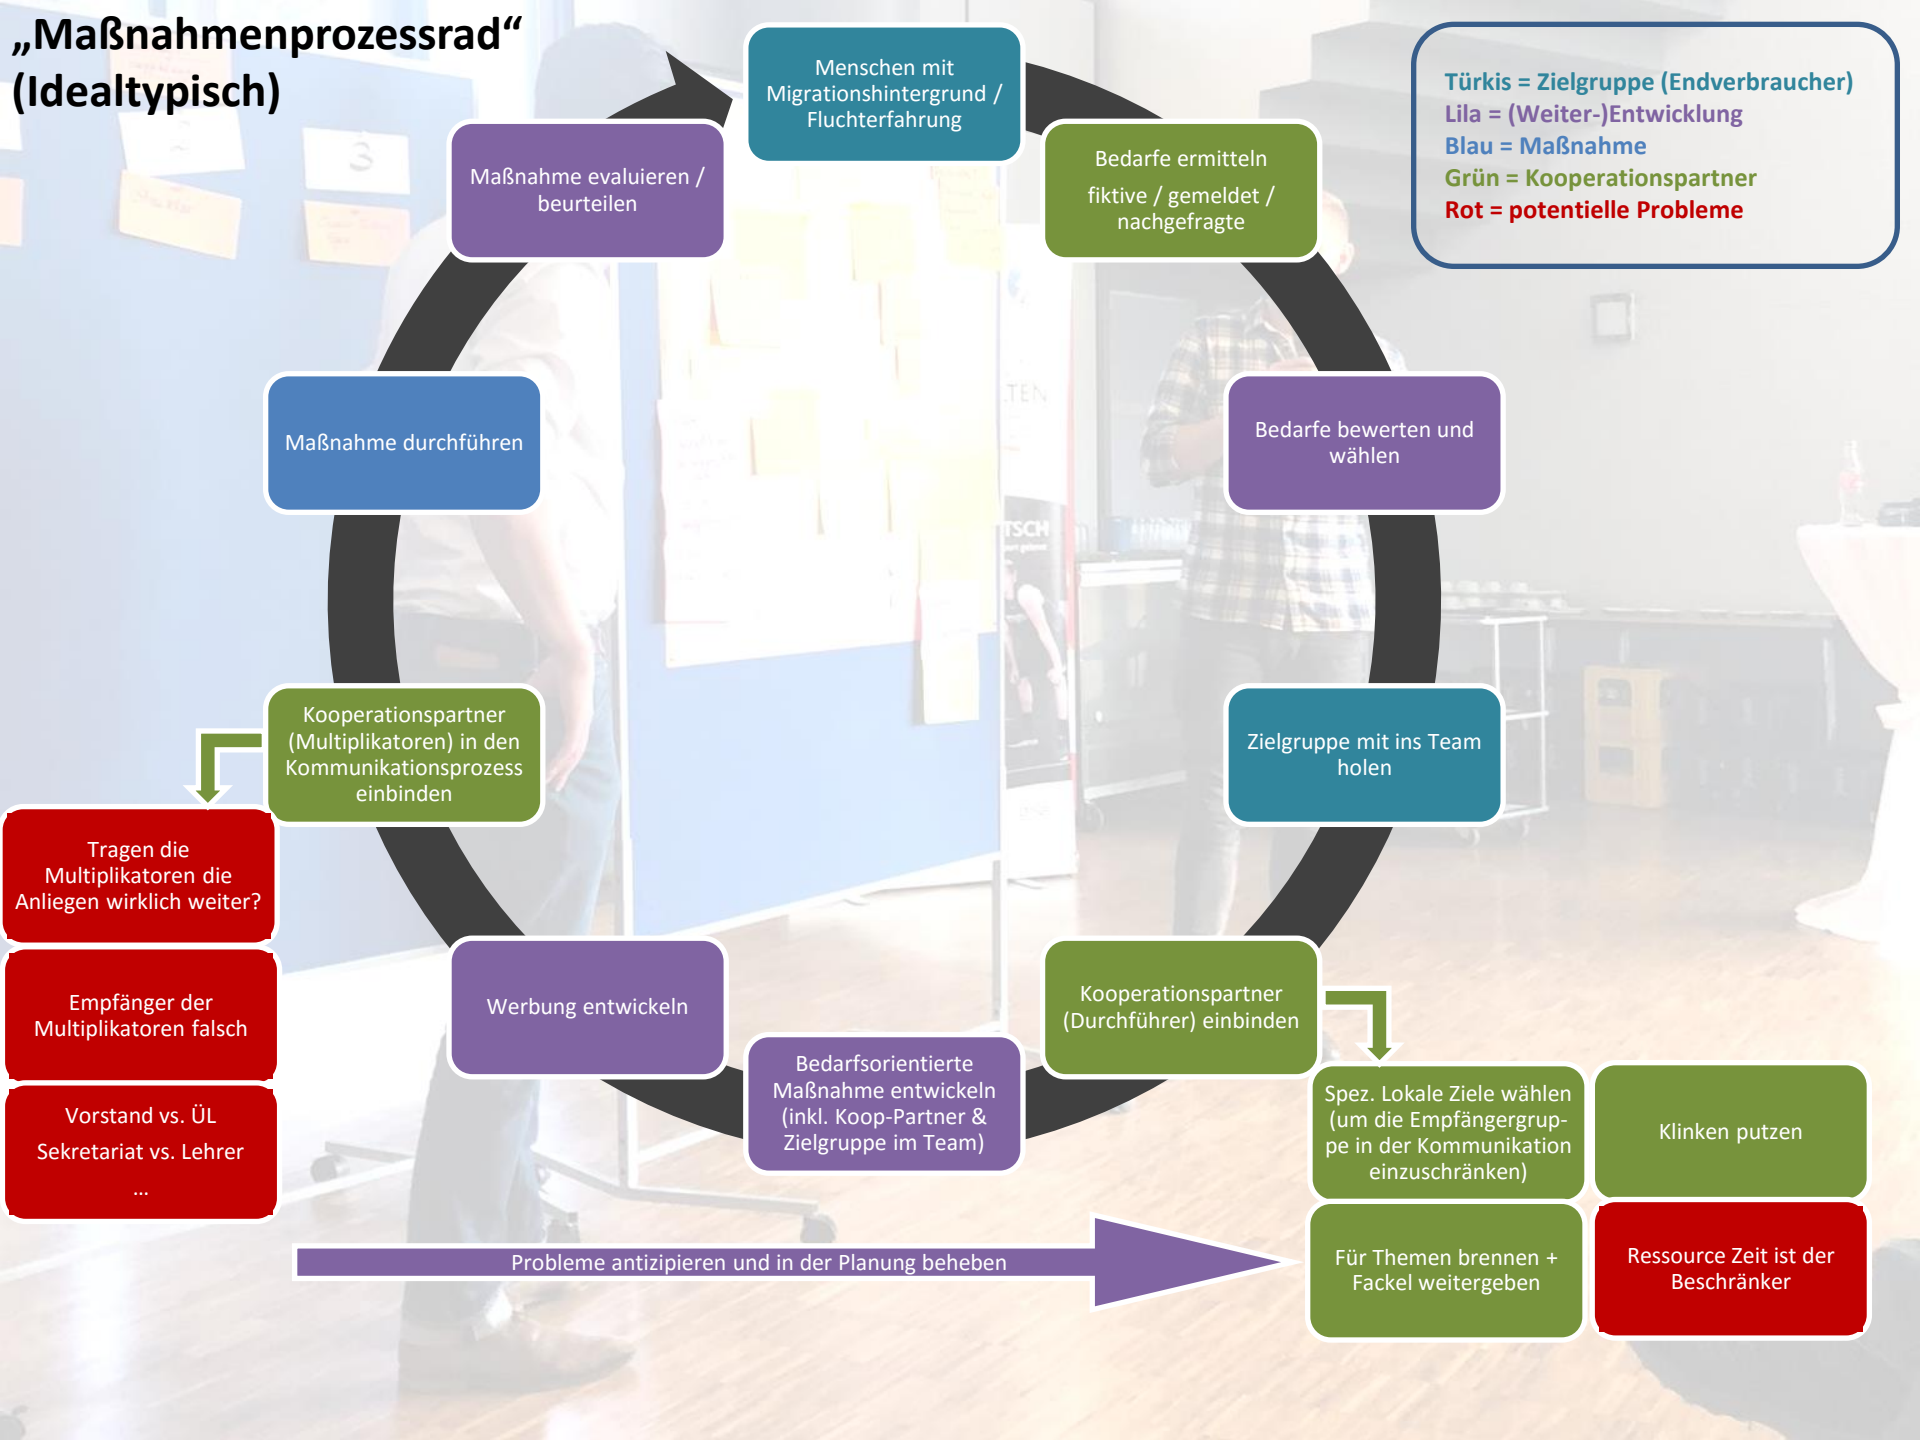 „Maßnahmenprozessrad“
(Idealtypisch)
Türkis = Zielgruppe (Endverbraucher)
Lila = (Weiter-)Entwicklung
Blau = Maßnahme
Grün = Kooperationspartner
Rot = potentielle Probleme
Menschen mit
Migrationshintergrund /
Fluchterfahrung
Bedarfe ermitteln
fiktive / gemeldet /
nachgefragte
Bedarfe bewerten und
wählen
Zielgruppe mit ins Team
holen
Kooperationspartner
(Durchführer) einbinden
Spez. Lokale Ziele wählen
(um die Empfängergrup-
pe in der Kommunikation
einzuschränken)
Klinken putzen
Für Themen brennen +
Fackel weitergeben
Ressource Zeit ist der
Beschränker
Bedarfsorientierte
Maßnahme entwickeln
(inkl. Koop-Partner &
Zielgruppe im Team)
Werbung entwickeln
Kooperationspartner
(Multiplikatoren) in den
Kommunikationsprozess
einbinden
Tragen die
Multiplikatoren die
Anliegen wirklich weiter?
Empfänger der
Multiplikatoren falsch
Vorstand vs. ÜL
Sekretariat vs. Lehrer
...
Maßnahme durchführen
Maßnahme evaluieren /
beurteilen
Probleme antizipieren und in der Planung beheben
3
TEN
TSCH